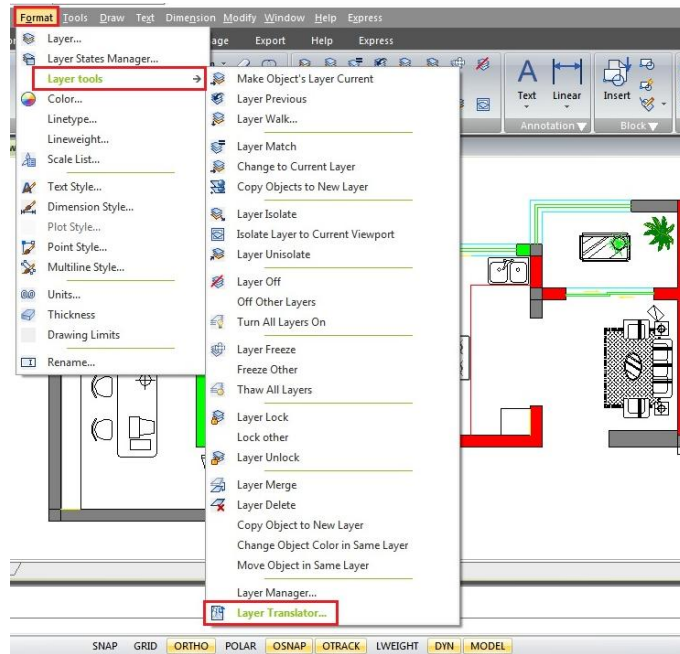 Format Tools Draw Text Dimension Modify Window Help Express
age Export Help Express
Layer...
Layer States Manager...
Layer tools
Color...
Linetype...
Lineweight...
Scale List...
Text Style...
Dimension Style...
Plot Style...
Point Style...
Multiline Style...
Units...
Thickness
Drawing Limits
Rename...
Make Object's Layer Current
Layer Previous
Layer Walk...
Layer Match
Change to Current Layer
Copy Objects to New Layer
Layer Isolate
Isolate Layer to Current Viewport
Layer Unisolate
Layer Off
Off Other Layers
Turn All Layers On
Layer Freeze
Freeze Other
Thaw All Layers
Layer Lock
Lock other
Layer Unlock
Layer Merge
Layer Delete
Copy Object to New Layer
Change Object Color in Same Layer
Move Object in Same Layer
Layer Manager...
Layer Translator...
Text Linear Insert
Annotation Block
SNAP GRID ORTHO POLAR OSNAP OTRACK LWEIGHT DYN MODEL